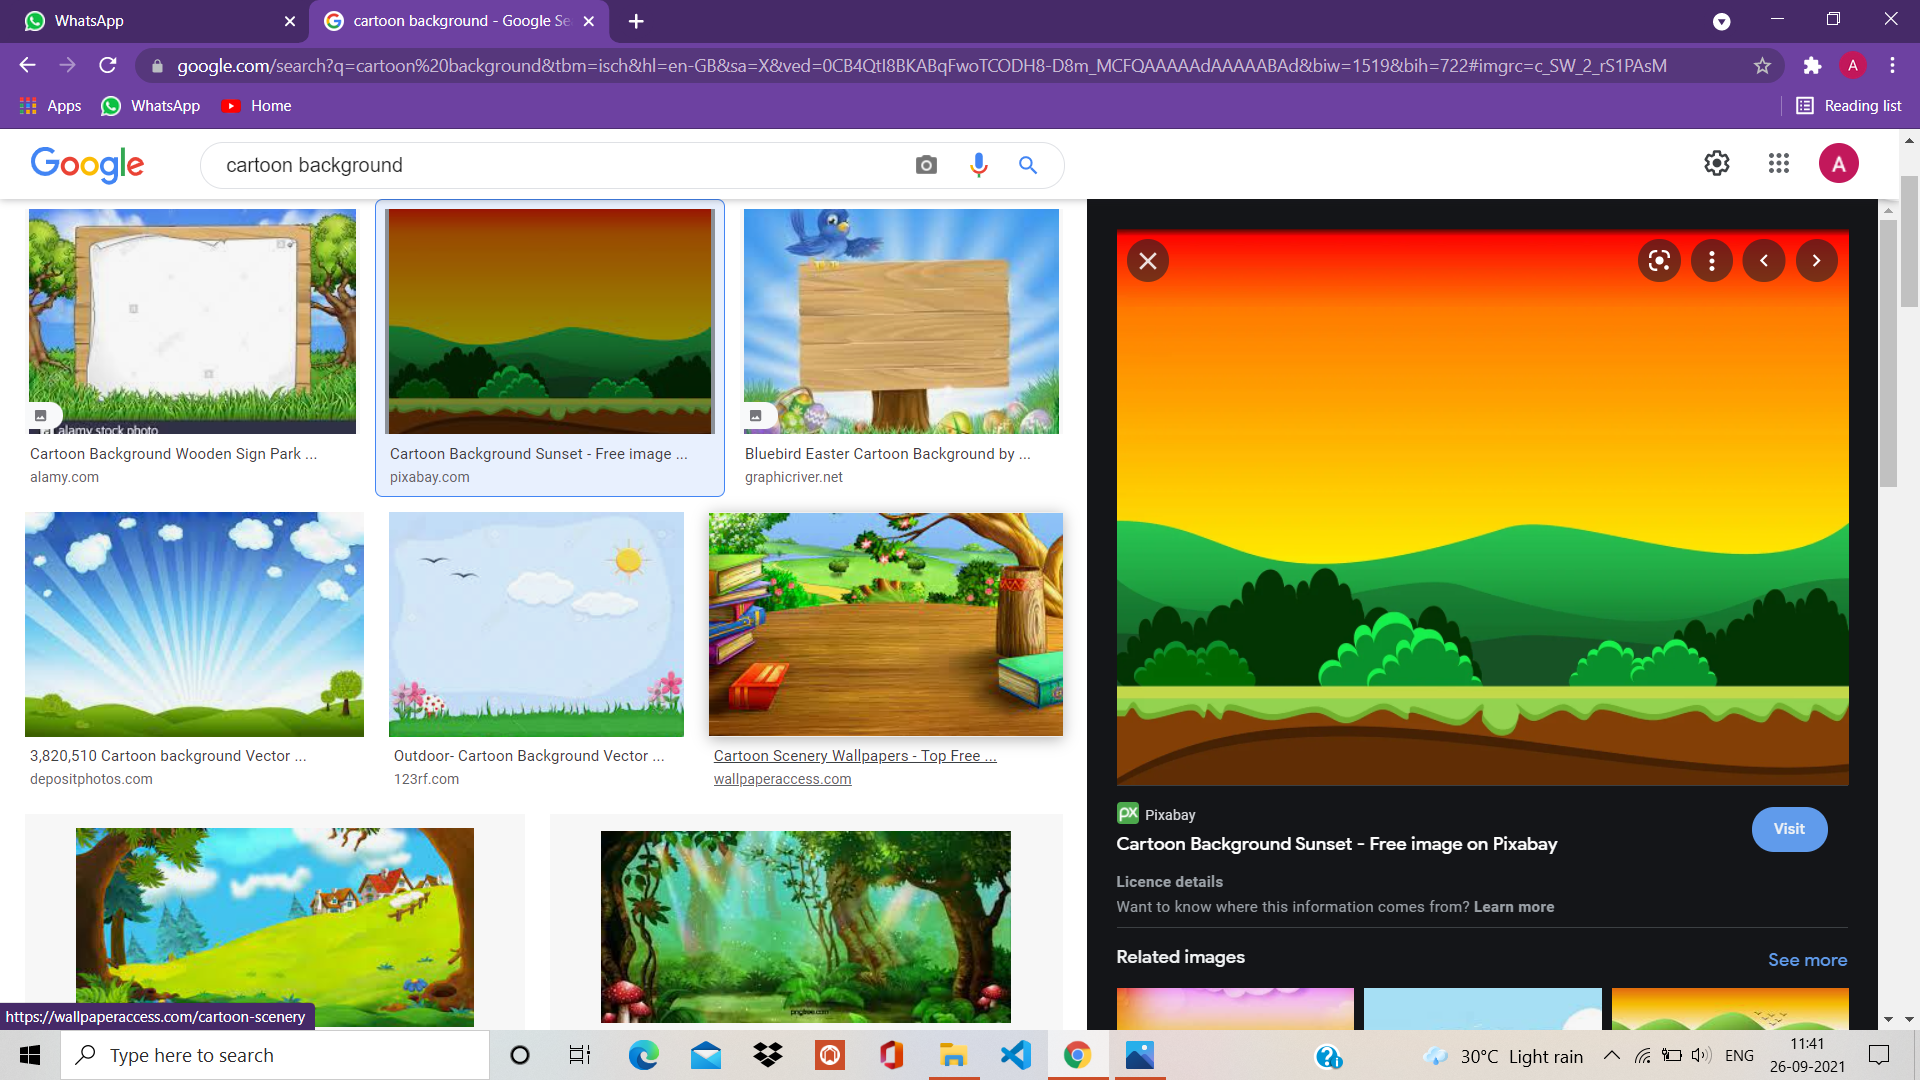 WhatsApp
cartoon background - Google Se
google.com/search?q=cartoon%20background&tbm=isch&hl=en-GB&sa=X&ved=0CB4QtI8BKABqFwoTCODH8-D8m_MCFQAAAAAdAAAAABAd&biw=1519&bih=722#imgrc=c_SW_2_rS1PAsM
A
Apps
WhatsApp
Home
Reading list
Google
cartoon background
A
alamy stock photo
Cartoon Background Wooden Sign Park ...
alamy.com
Cartoon Background Sunset - Free image ...
pixabay.com
Bluebird Easter Cartoon Background by ...
graphicriver.net
3,820,510 Cartoon background Vector ...
depositphotos.com
Outdoor- Cartoon Background Vector ...
123rf.com
Cartoon Scenery Wallpapers - Top Free ...
wallpaperaccess.com
pngtree.com
px Pixabay
Cartoon Background Sunset - Free image on Pixabay
Visit
Licence details
Want to know where this information comes from? Learn more
Related images
See more
https://wallpaperaccess.com/cartoon-scenery
Type here to search
30°C Light rain
ENG
11:41
26-09-2021